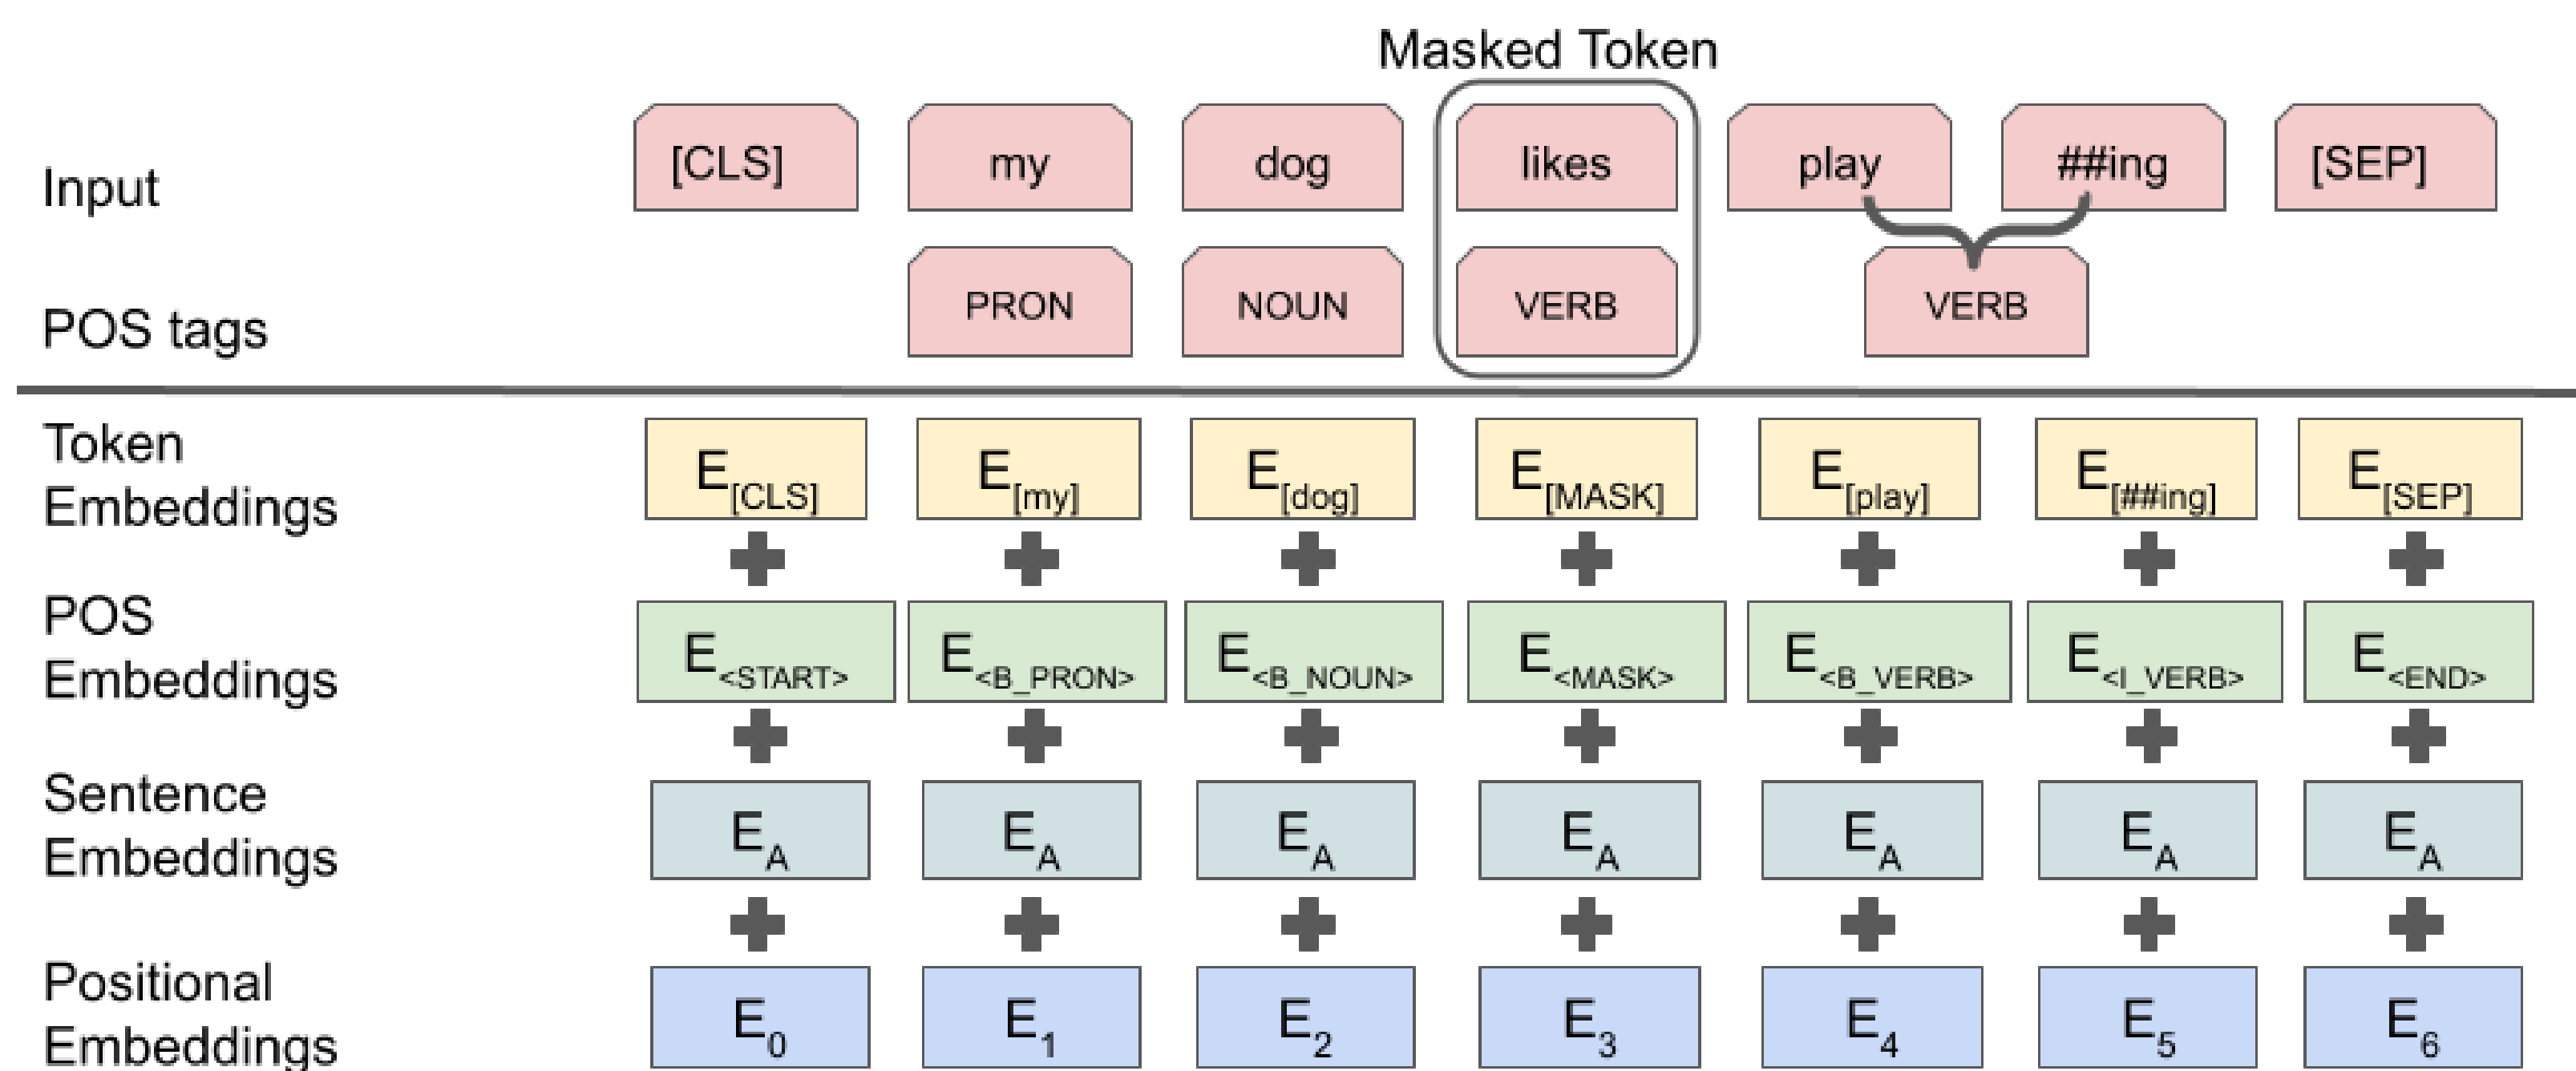 Masked Token
Input [CLS] my dog likes play ##ing [SEP]
POS tags PRON NOUN VERB VERB
Token Embeddings E[CLS] E[my] E[dog] E[MASK] E[play] E[##ing] E[SEP]
POS Embeddings E<START> E<B_PRON> E<B_NOUN> E<MASK> E<B_VERB> E<I_VERB> E<END>
Sentence Embeddings EA EA EA EA EA EA EA
Positional Embeddings E0 E1 E2 E3 E4 E5 E6